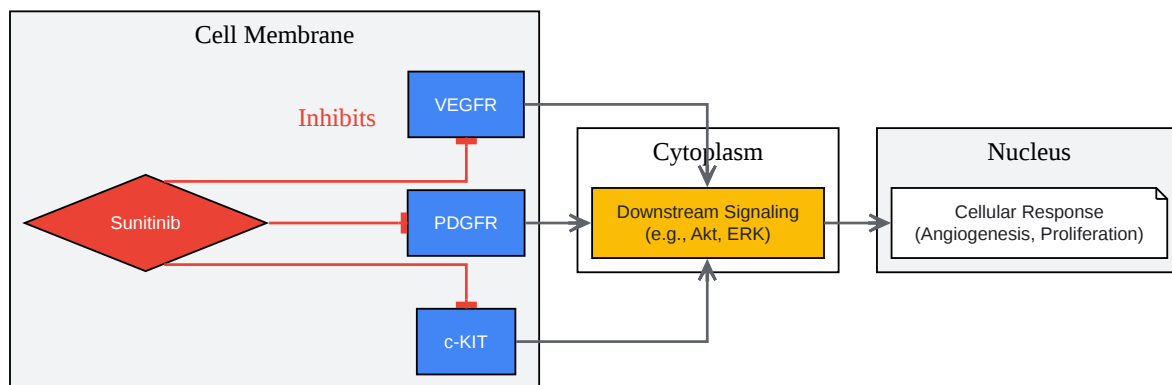 Cell Membrane
VEGFR
Inhibits
Cytoplasm
Nucleus
Sunitinib
PDGFR
Downstream Signaling
(e.g., Akt, ERK)
Cellular Response
(Angiogenesis, Proliferation)
c-KIT